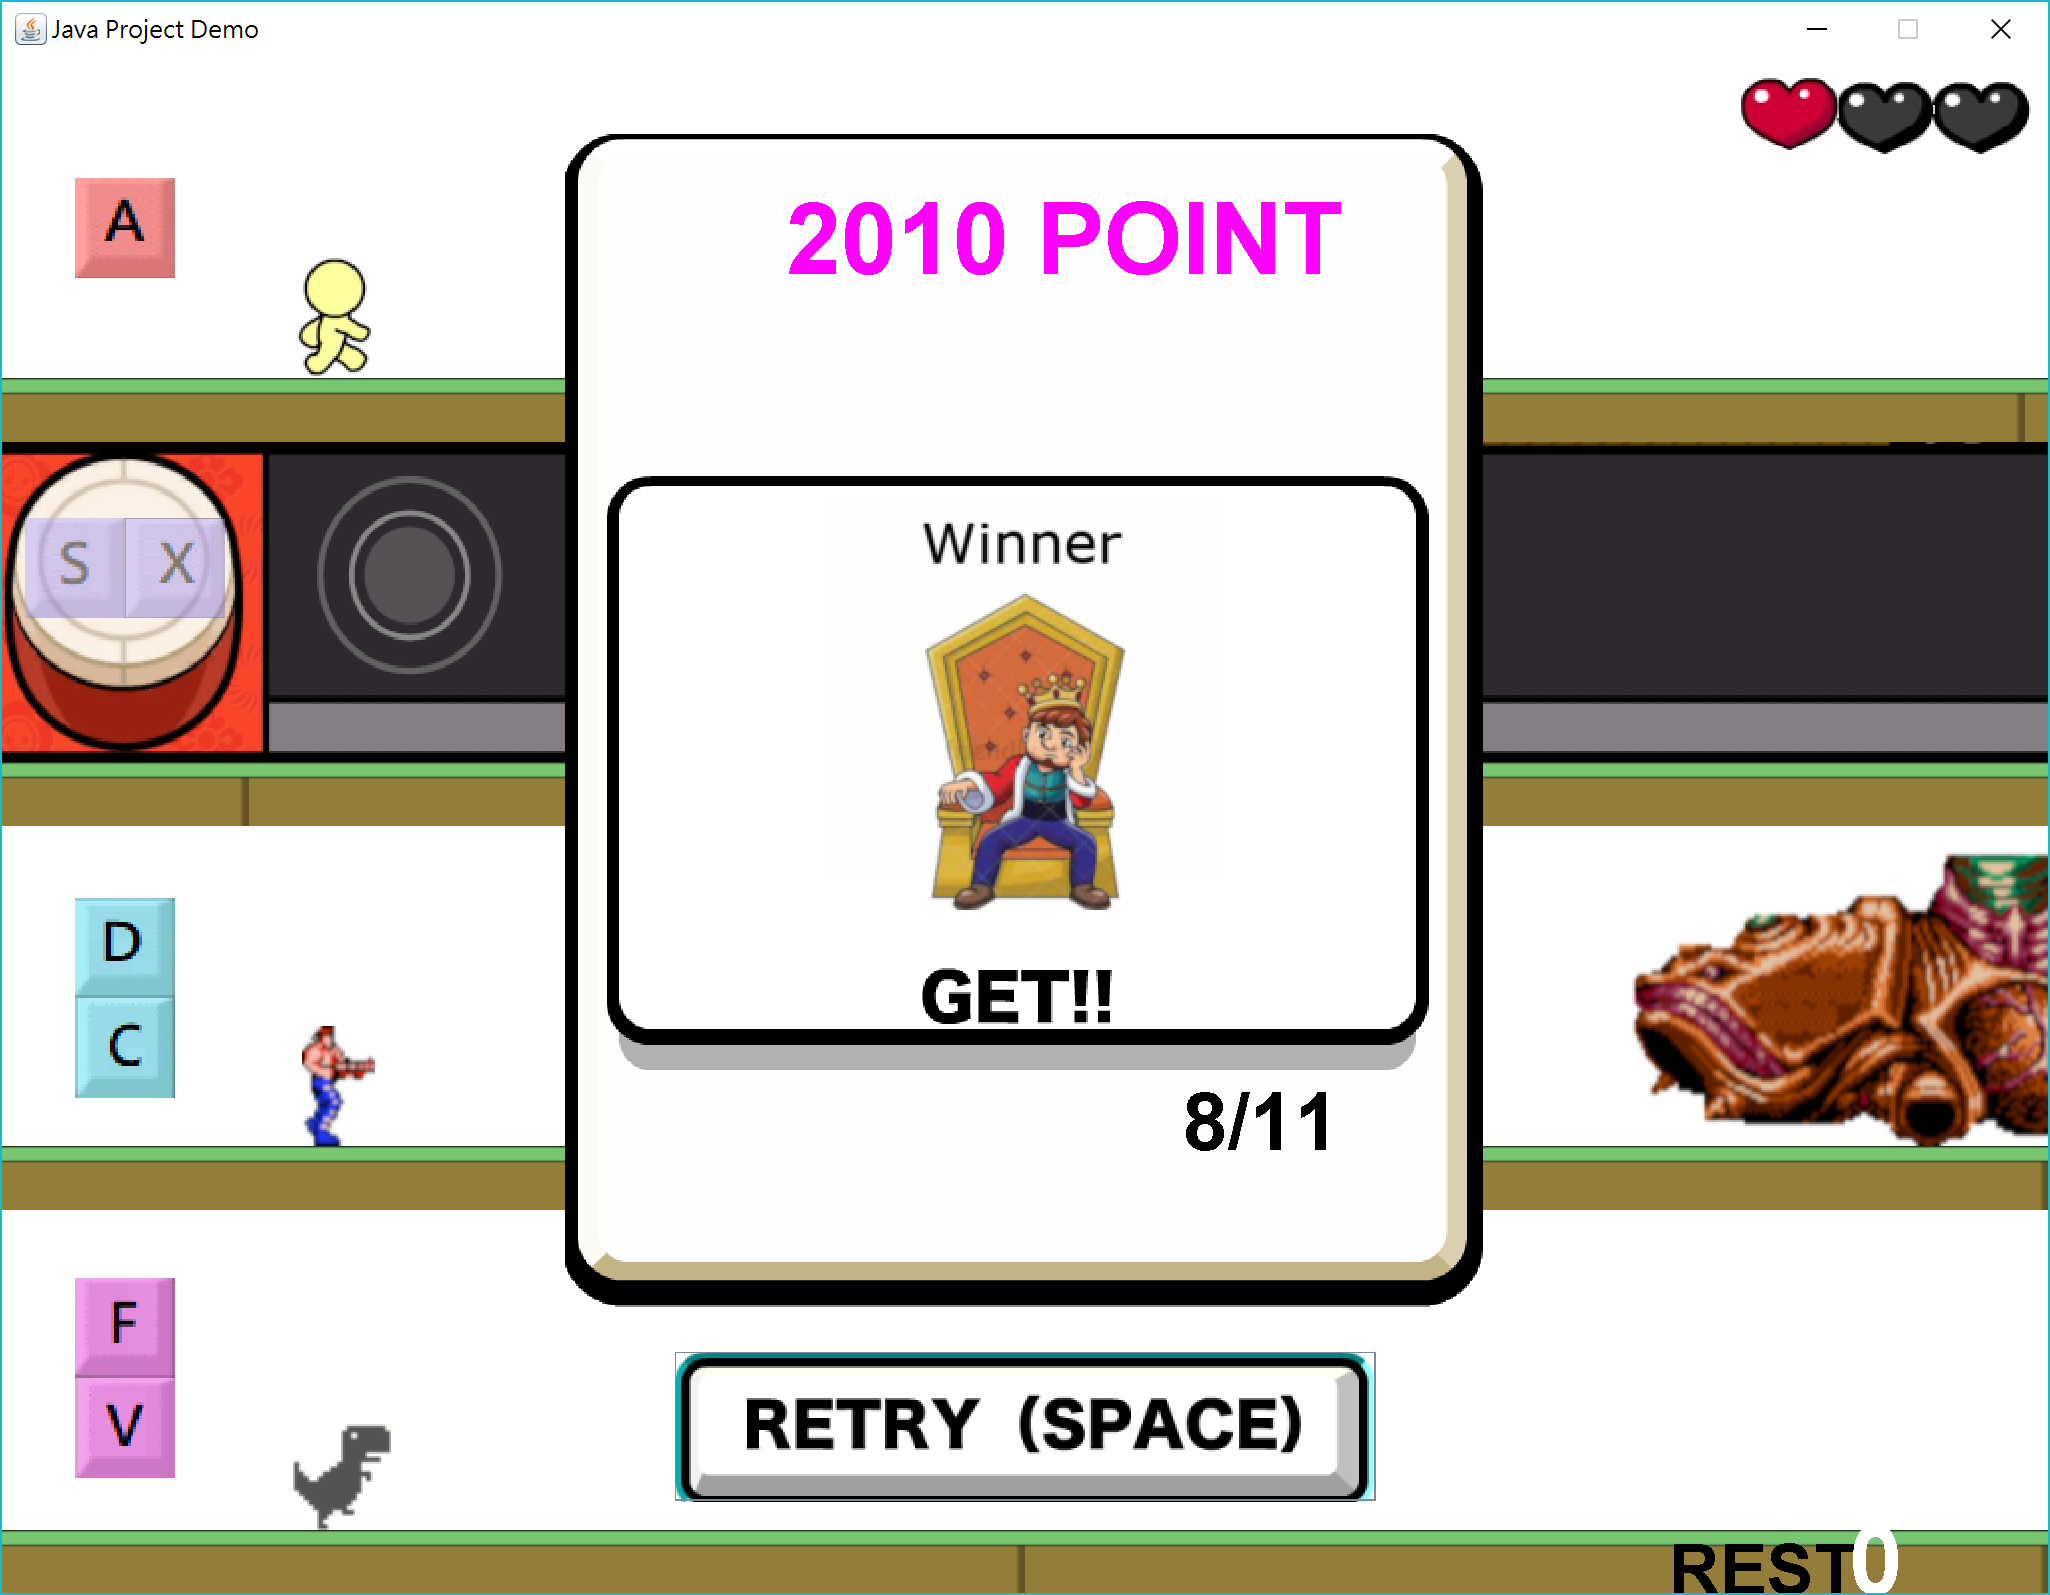 Java Project Demo
A
2010 POINT
S X
Winner
GET!!
D
C
8/11
F
V
RETRY (SPACE)
REST0